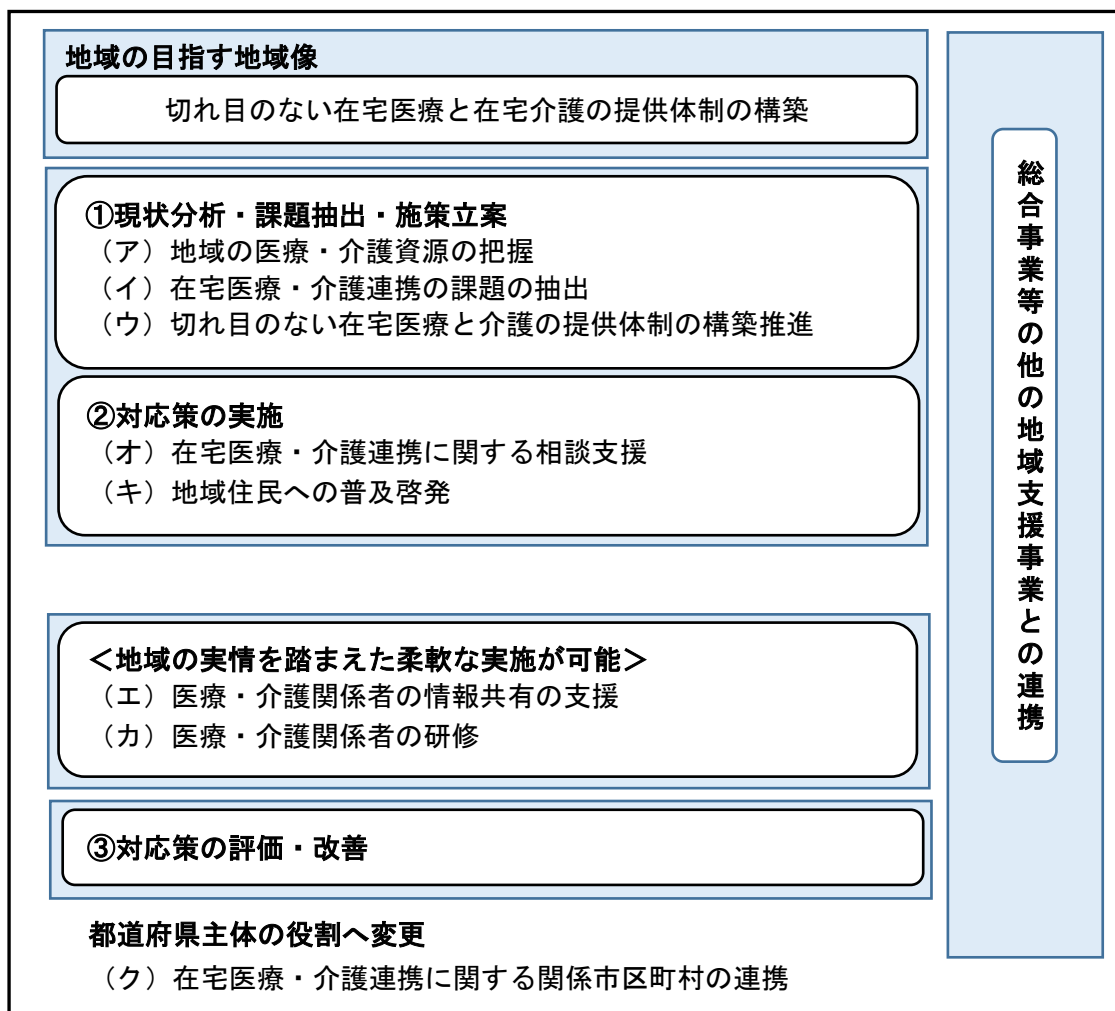 地域の目指す地域像
切れ目のない在宅医療と在宅介護の提供体制の構築
①現状分析・課題抽出・施策立案
（ア）地域の医療・介護資源の把握
（イ）在宅医療・介護連携の課題の抽出
（ウ）切れ目のない在宅医療と介護の提供体制の構築推進
②対応策の実施
（オ）在宅医療・介護連携に関する相談支援
（キ）地域住民への普及啓発
＜地域の実情を踏まえた柔軟な実施が可能＞
（エ）医療・介護関係者の情報共有の支援
（カ）医療・介護関係者の研修
③対応策の評価・改善
都道府県主体の役割へ変更
（ク）在宅医療・介護連携に関する関係市区町村の連携
総合事業等の他の地域支援事業との連携